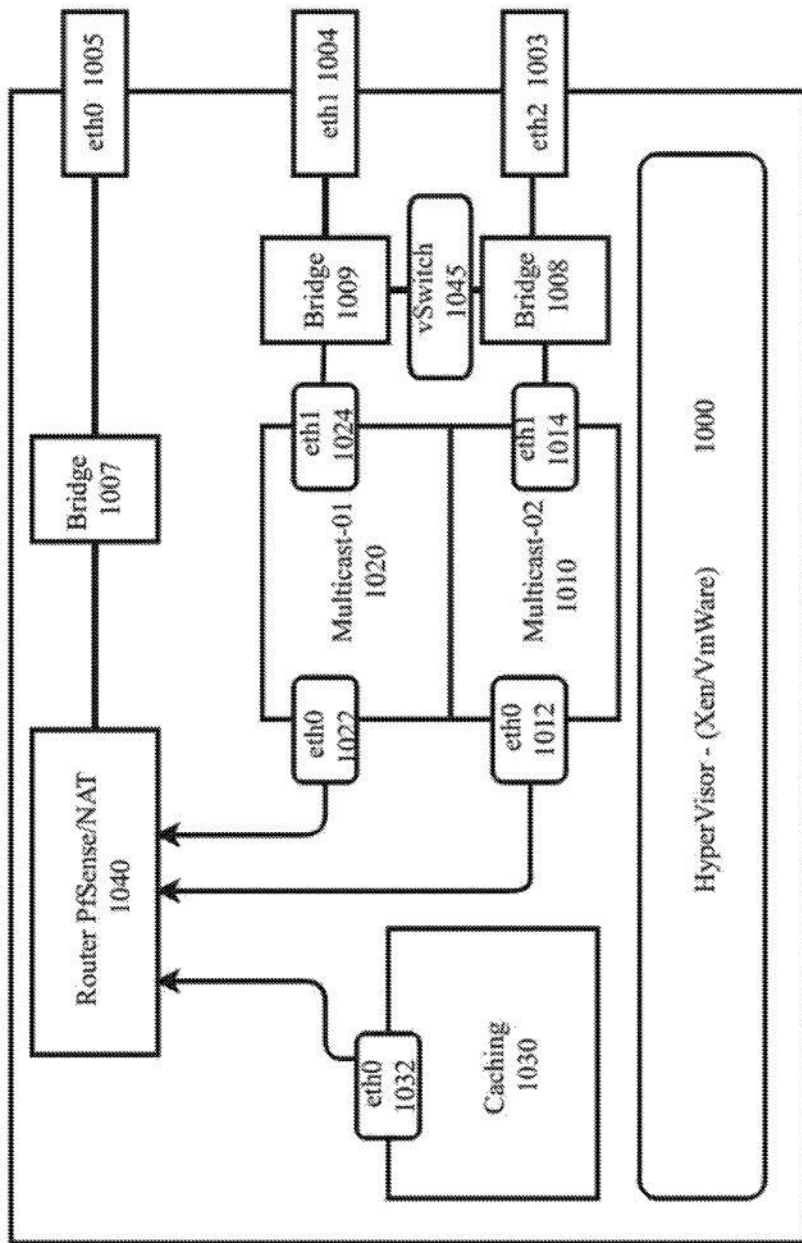 Router PfSense/NAT
1040
Bridge
1007
eth0 1005
eth0
1022
Multicast-01
1020
eth1
1024
Bridge
1009
eth1 1004
vSwitch
1045
eth0
1012
Multicast-02
1010
eth1
1014
Bridge
1008
eth2 1003
eth0
1032
Caching
1030
HyperVisor - (Xen/VmWare) 1000